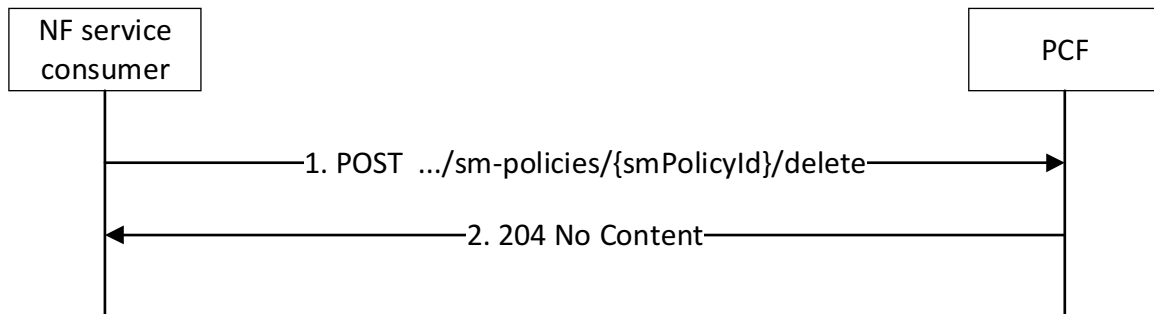 NF service
consumer
PCF
1. POST .../sm-policies/{smPolicyId}/delete
2. 204 No Content